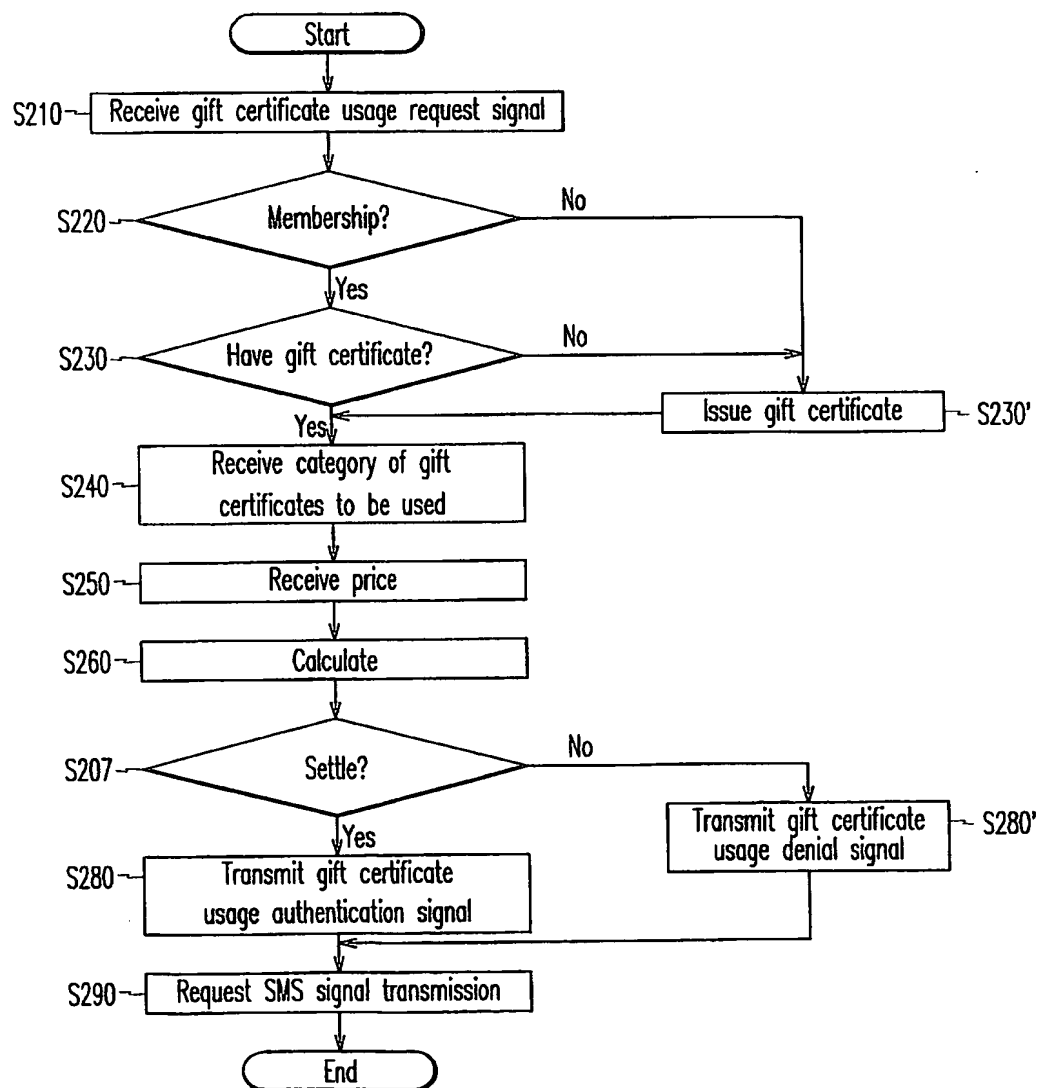 Start
S210
Receive gift certificate usage request signal
S220
Membership?
No
Yes
S230
Have gift certificate?
No
Issue gift certificate
S230'
Yes
S240
Receive category of gift
certificates to be used
S250
Receive price
S260
Calculate
S207
Settle?
No
Yes
Transmit gift certificate
usage denial signal
S280'
S280
Transmit gift certificate
usage authentication signal
S290
Request SMS signal transmission
End